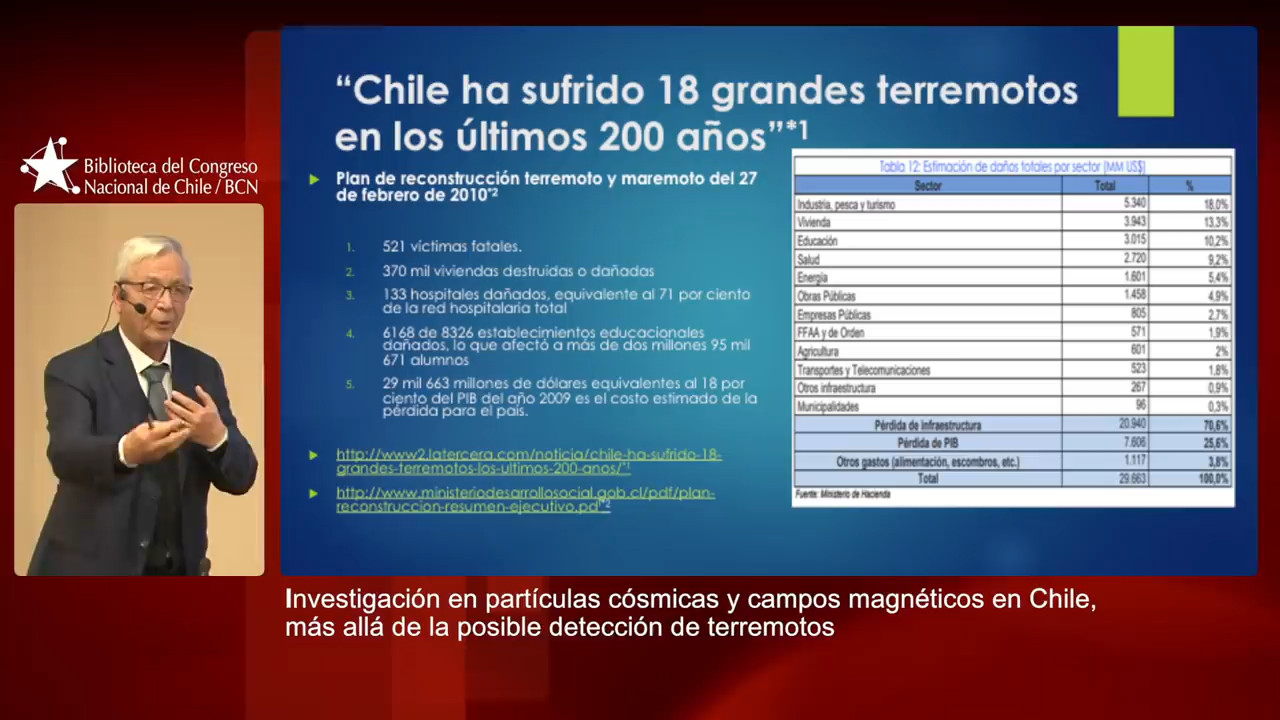 “Chile ha sufrido 18 grandes terremotos
en los últimos 200 años”*1
Biblioteca del Congreso
Nacional de Chile / BCN
Plan de reconstrucción terremoto y maremoto del 27
de febrero de 2010”2
1. 521 víctimas fatales.
2. 370 mil viviendas destruidas o dañadas
3. 133 hospitales dañados, equivalente al 71 por ciento
de la red hospitalaria total
4. 6168 de 8326 establecimientos educacionales
dañados, lo que afectó a más de dos millones 95 mil
671 alumnos
5. 29 mil 663 millones de dólares equivalentes al 18 por
ciento del PIB del año 2009 es el costo estimado de la
pérdida para el país.
http://www2.latercera.com/noticia/chile-ha-sufrido-18-
grandes-terremotos-los-ultimos-200-anos/*1
http://www.ministeriodesarrollosocial.gob.cl/pdf/plan-
reconstruccion-resumen-ejecutivo.pd*2
Tabla 12: Estimación de daños totales por sector (MM US$)
Sector Total %
Industria, pesca y turismo 5.340 18,0%
Vivienda 3.943 13,3%
Educación 3.015 10,2%
Salud 2.720 9,2%
Energía 1.601 5,4%
Obras Públicas 1.458 4,9%
Empresas Públicas 805 2,7%
FFAA y de Orden 571 1,9%
Agricultura 601 2%
Transportes y Telecomunicaciones 523 1,8%
Otros infraestructura 267 0,9%
Municipalidades 96 0,3%
Pérdida de infraestructura 20.940 70,6%
Pérdida de PIB 7.606 25,6%
Otros gastos (alimentación, escombros, etc.) 1.117 3,8%
Total 29.663 100,0%
Fuente: Ministerio de Hacienda
Investigación en partículas cósmicas y campos magnéticos en Chile,
más allá de la posible detección de terremotos